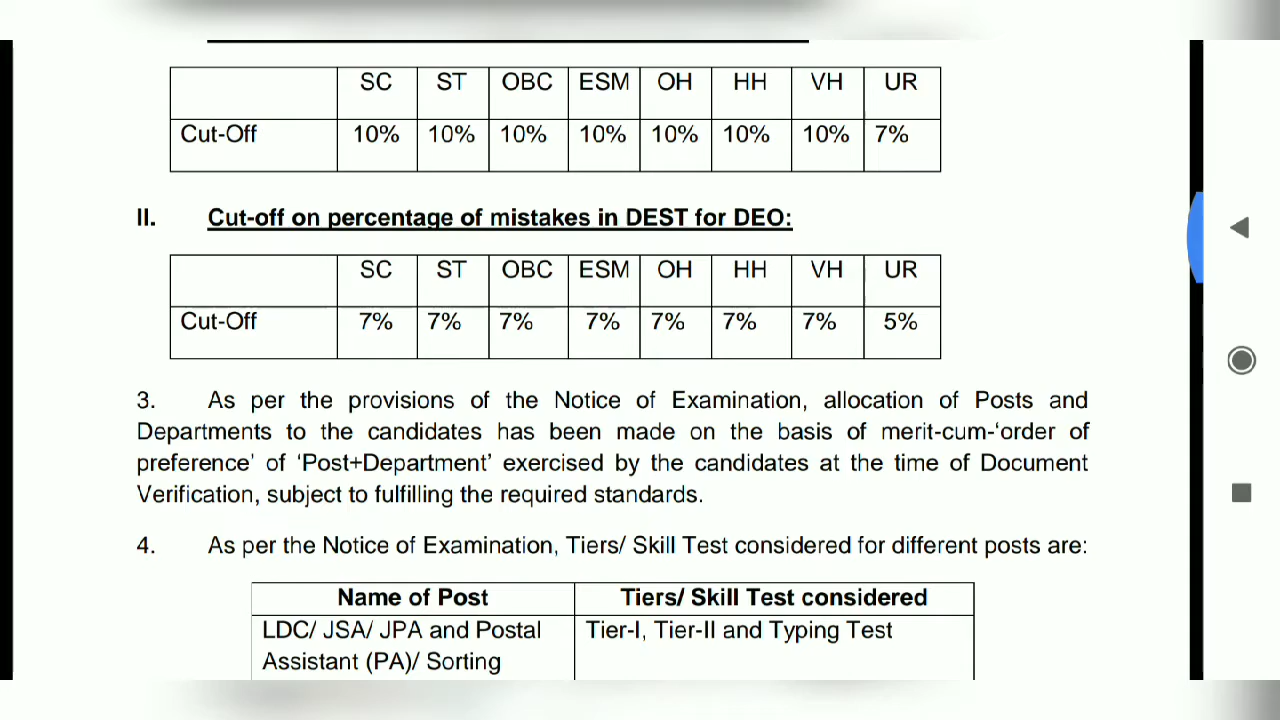 SC ST OBC ESM OH HH VH UR
Cut-Off 10% 10% 10% 10% 10% 10% 10% 7%
II. Cut-off on percentage of mistakes in DEST for DEO:
SC ST OBC ESM OH HH VH UR
Cut-Off 7% 7% 7% 7% 7% 7% 7% 5%
3. As per the provisions of the Notice of Examination, allocation of Posts and
Departments to the candidates has been made on the basis of merit-cum-‘order of
preference’ of ‘Post+Department’ exercised by the candidates at the time of Document
Verification, subject to fulfilling the required standards.
4. As per the Notice of Examination, Tiers/ Skill Test considered for different posts are:
Name of Post Tiers/ Skill Test considered
LDC/ JSA/ JPA and Postal Tier-I, Tier-II and Typing Test
Assistant (PA)/ Sorting